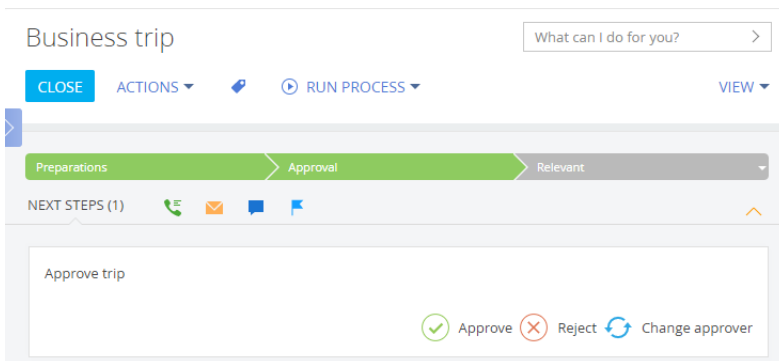 Business trip
What can I do for you?
CLOSE ACTIONS RUN PROCESS VIEW
Preparations Approval Relevant
NEXT STEPS (1)
Approve trip
Approve Reject Change approver